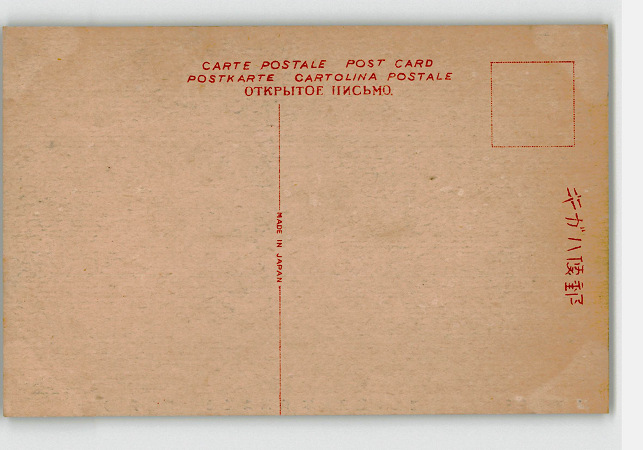 CARTE POSTALE POST CARD
POSTKARTE CARTOLINA POSTALE
ОТКРЫТОЕ ПИСЬМО.
MADE IN JAPAN
キガハ便郵